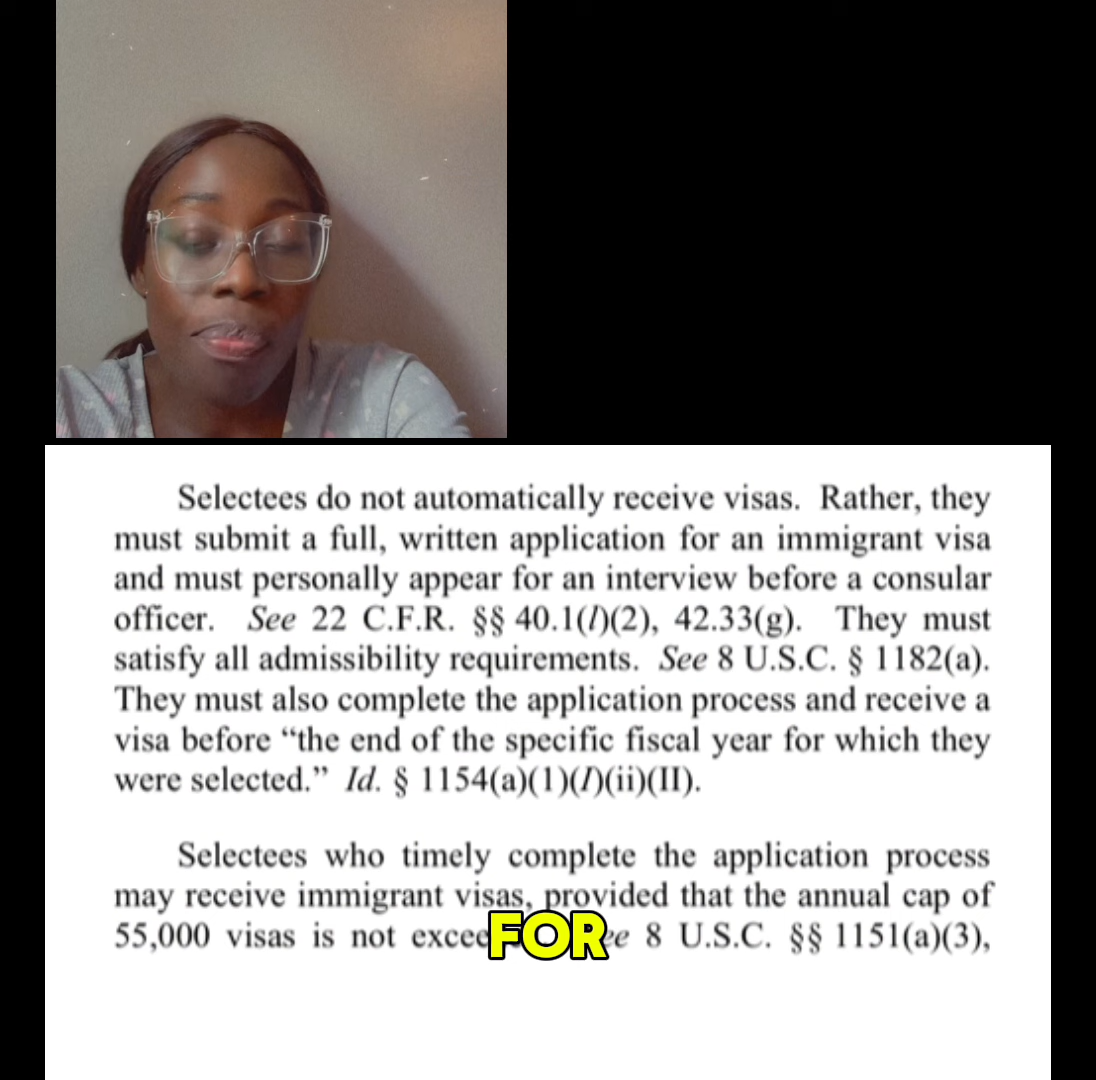 Selectees do not automatically receive visas. Rather, they
must submit a full, written application for an immigrant visa
and must personally appear for an interview before a consular
officer. See 22 C.F.R. §§ 40.1(l)(2), 42.33(g). They must
satisfy all admissibility requirements. See 8 U.S.C. § 1182(a).
They must also complete the application process and receive a
visa before “the end of the specific fiscal year for which they
were selected.” Id. § 1154(a)(1)(I)(ii)(II).
Selectees who timely complete the application process
may receive immigrant visas, provided that the annual cap of
55,000 visas is not 8 U.S.C. §§ 1151(a)(3),
FOR